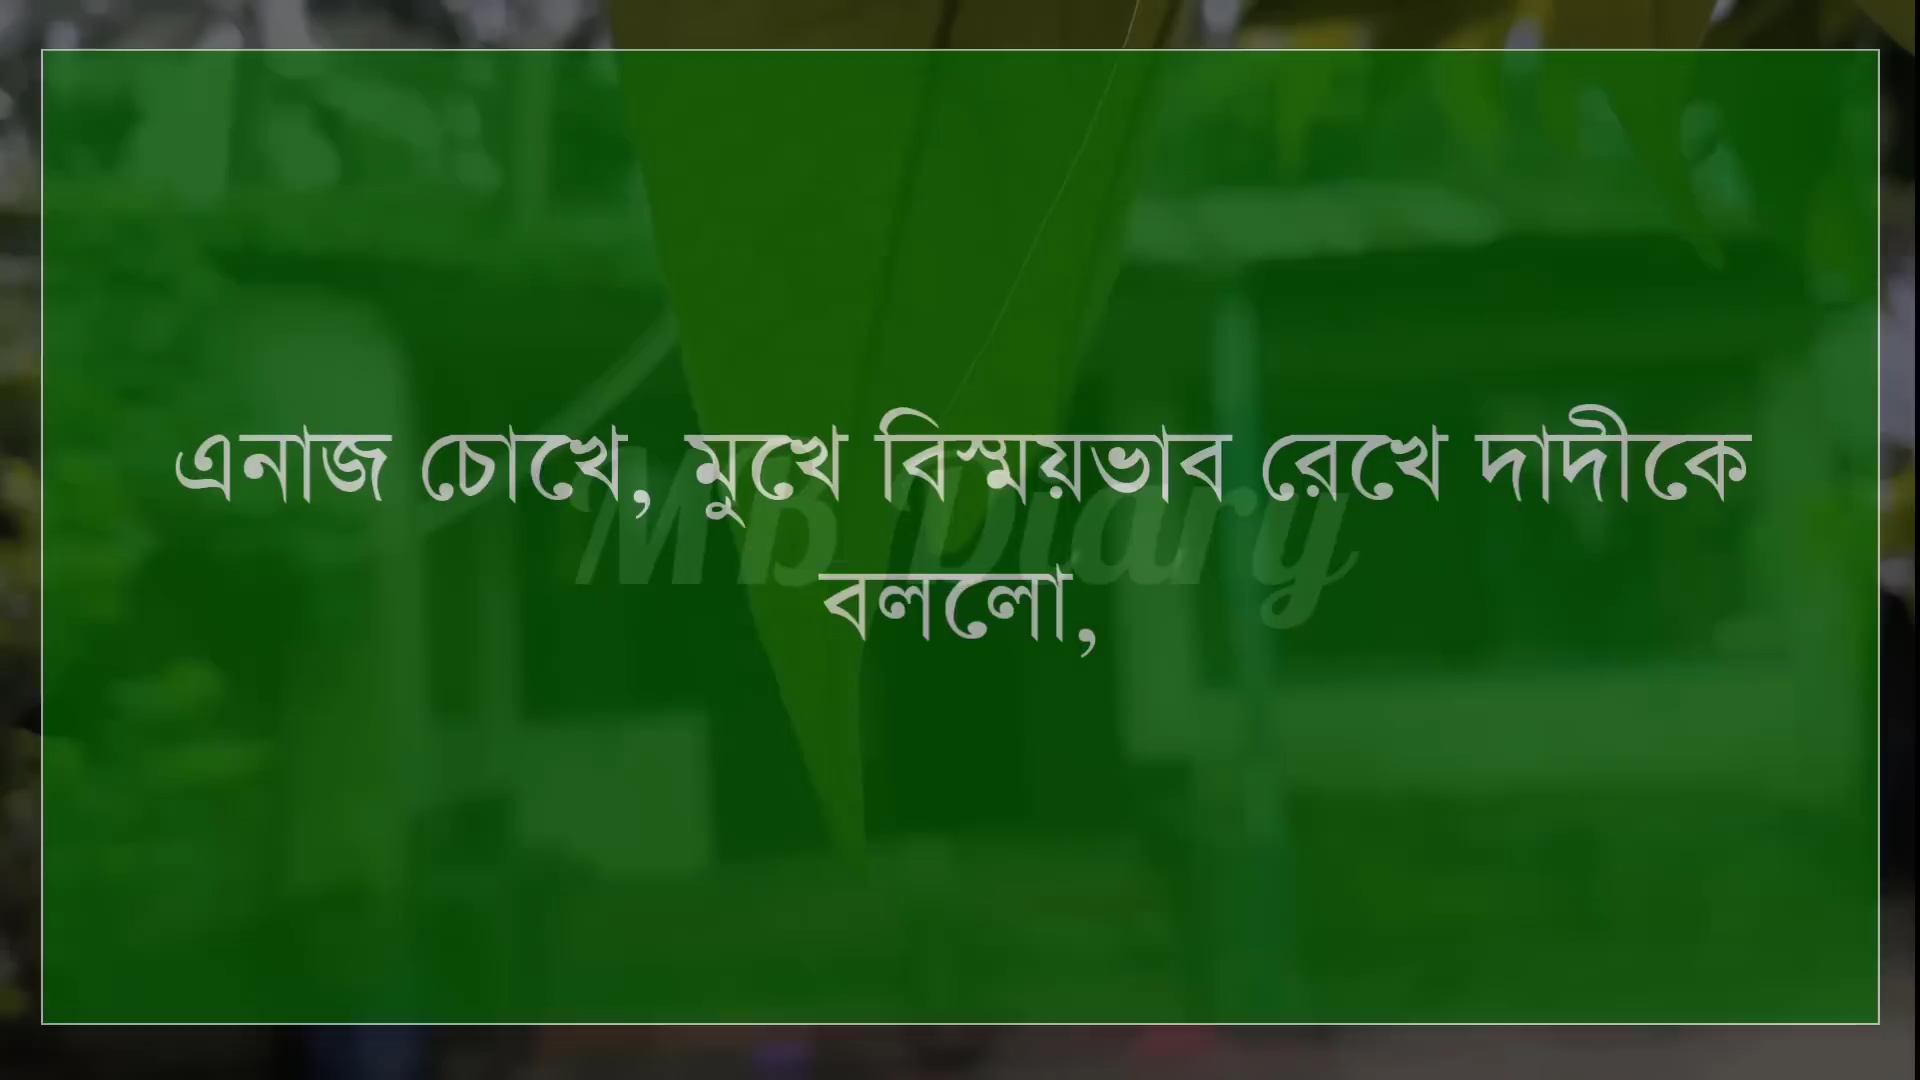 এনাজ চোখে, মুখে বিস্ময়ভাব রেখে দাদীকে
বললো,
MB Diary